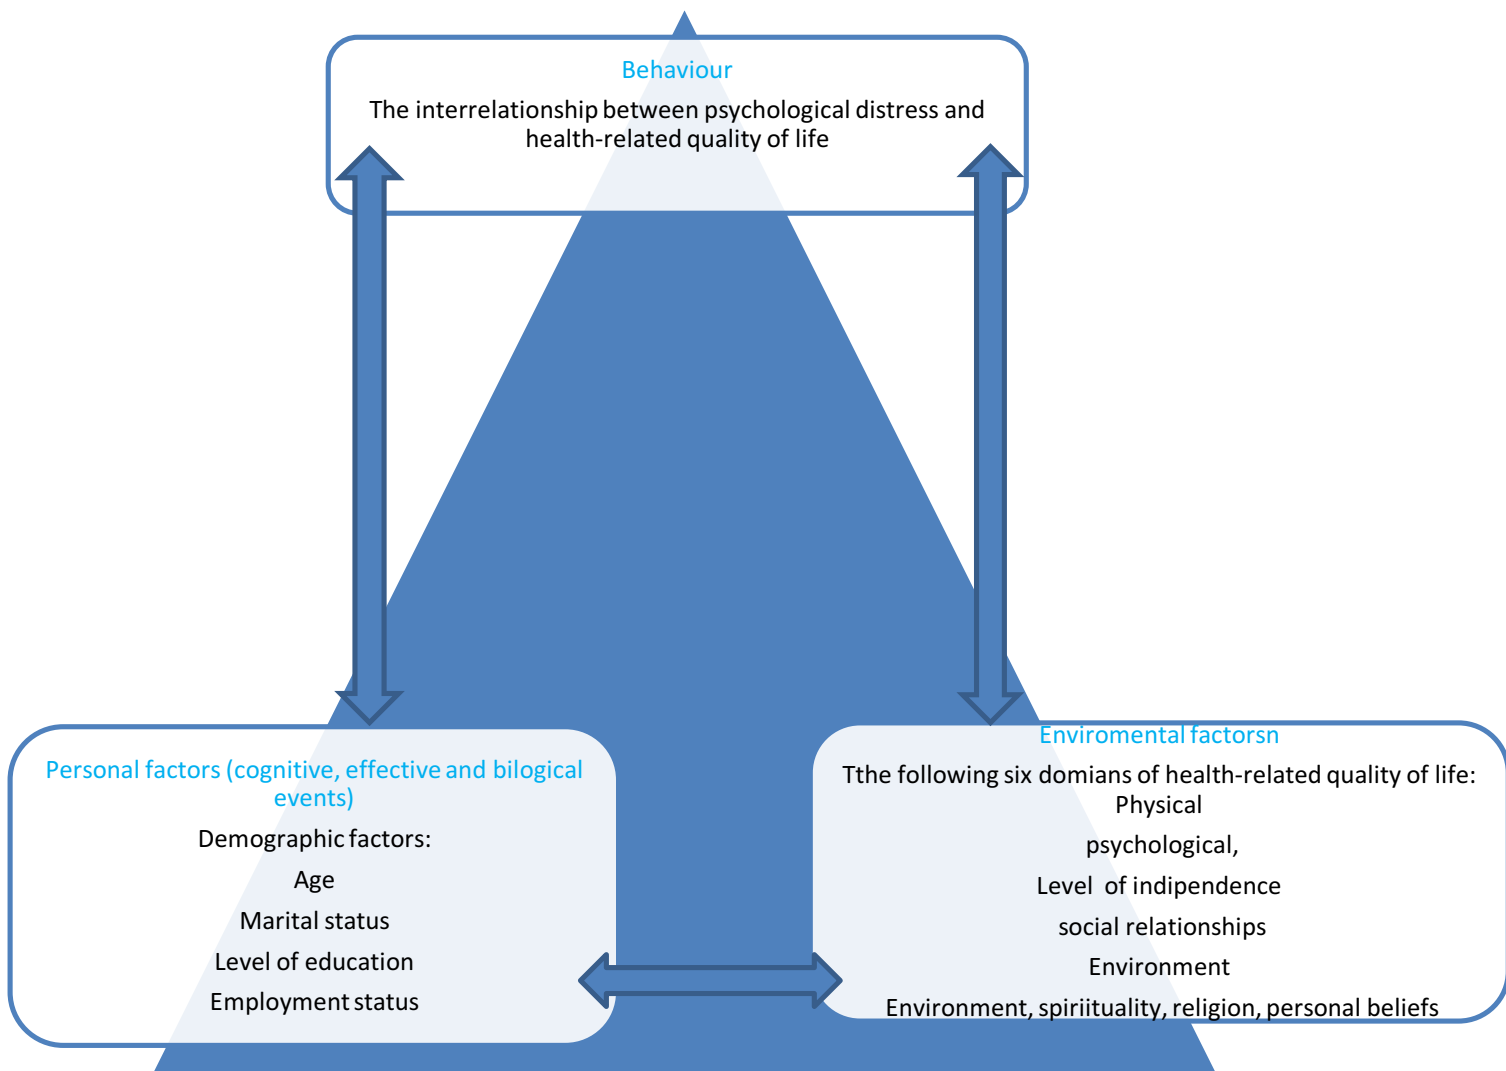 Behaviour
The interrelationship between psychological distress and
health-related quality of life
Personal factors (cognitive, effective and bilogical
events)
Demographic factors:
Age
Marital status
Level of education
Employment status
Enviromental factorsn
Tthe following six domians of health-related quality of life:
Physical
psychological,
Level of indipendence
social relationships
Environment
Environment, spiriituality, religion, personal beliefs